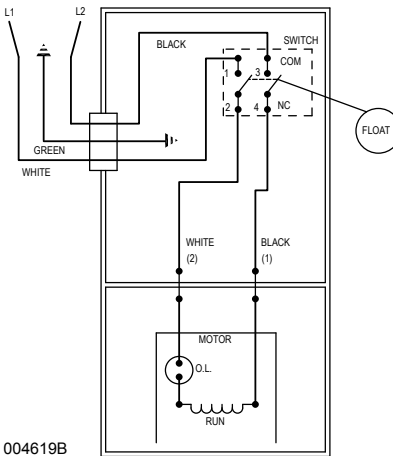 L1
L2
BLACK
SWITCH
COM
1
3
2
4
NC
FLOAT
GREEN
WHITE
WHITE
(2)
BLACK
(1)
MOTOR
O.L.
RUN
004619B